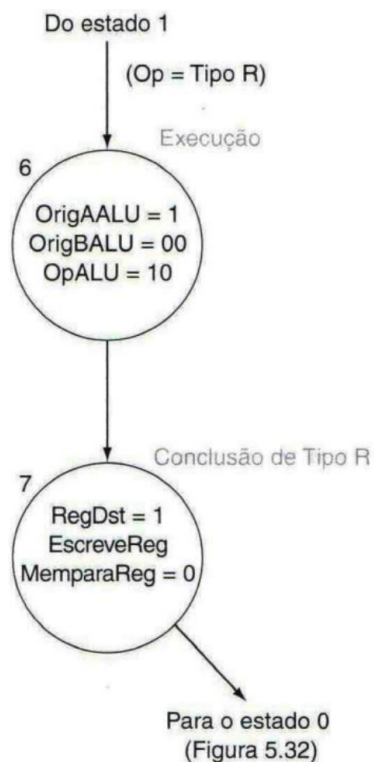 Do estado 1
(Op = Tipo R)
Execução
6
OrigAALU = 1
OrigBALU = 00
OpALU = 10
Conclusão de Tipo R
7
RegDst = 1
EscreveReg
MemparaReg = 0
Para o estado 0
(Figura 5.32)